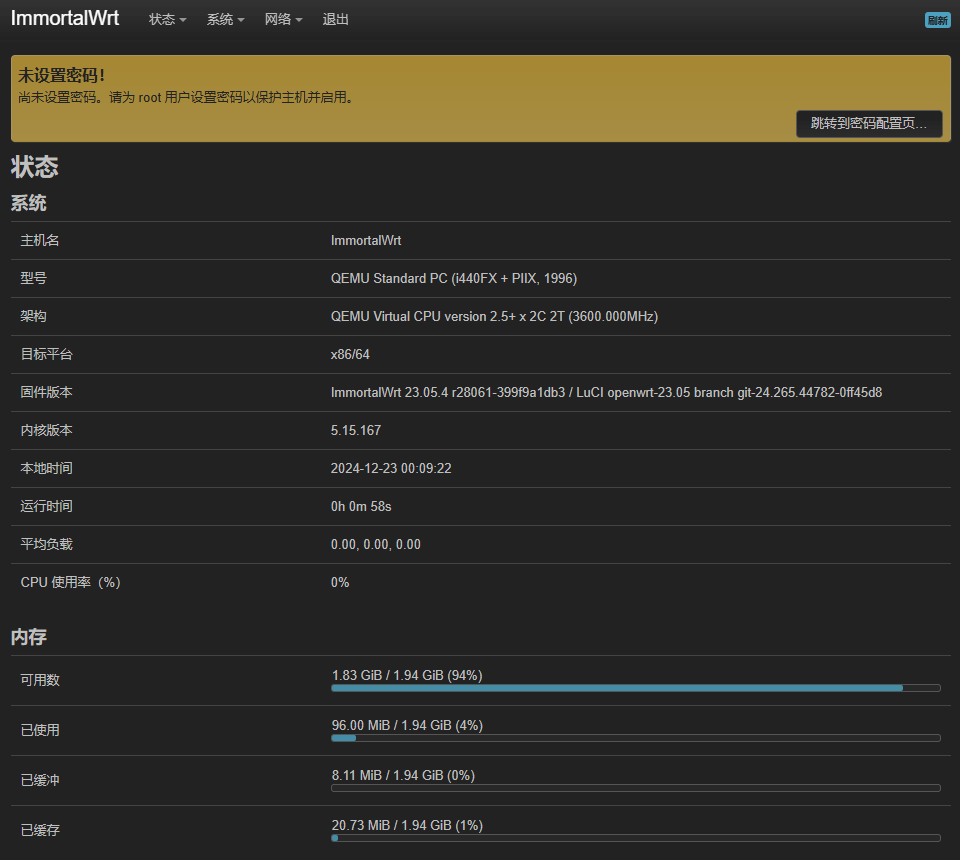 ImmortalWrt 状态 系统 网络 退出 刷新
未设置密码！
尚未设置密码。请为 root 用户设置密码以保护主机并启用。
跳转到密码配置页…
状态
系统
主机名 ImmortalWrt
型号 QEMU Standard PC (i440FX + PIIX, 1996)
架构 QEMU Virtual CPU version 2.5+ x 2C 2T (3600.000MHz)
目标平台 x86/64
固件版本 ImmortalWrt 23.05.4 r28061-399f9a1db3 / LuCI openwrt-23.05 branch git-24.265.44782-0ff45d8
内核版本 5.15.167
本地时间 2024-12-23 00:09:22
运行时间 0h 0m 58s
平均负载 0.00, 0.00, 0.00
CPU 使用率（%） 0%
内存
可用数 1.83 GiB / 1.94 GiB (94%)
已使用 96.00 MiB / 1.94 GiB (4%)
已缓冲 8.11 MiB / 1.94 GiB (0%)
已缓存 20.73 MiB / 1.94 GiB (1%)